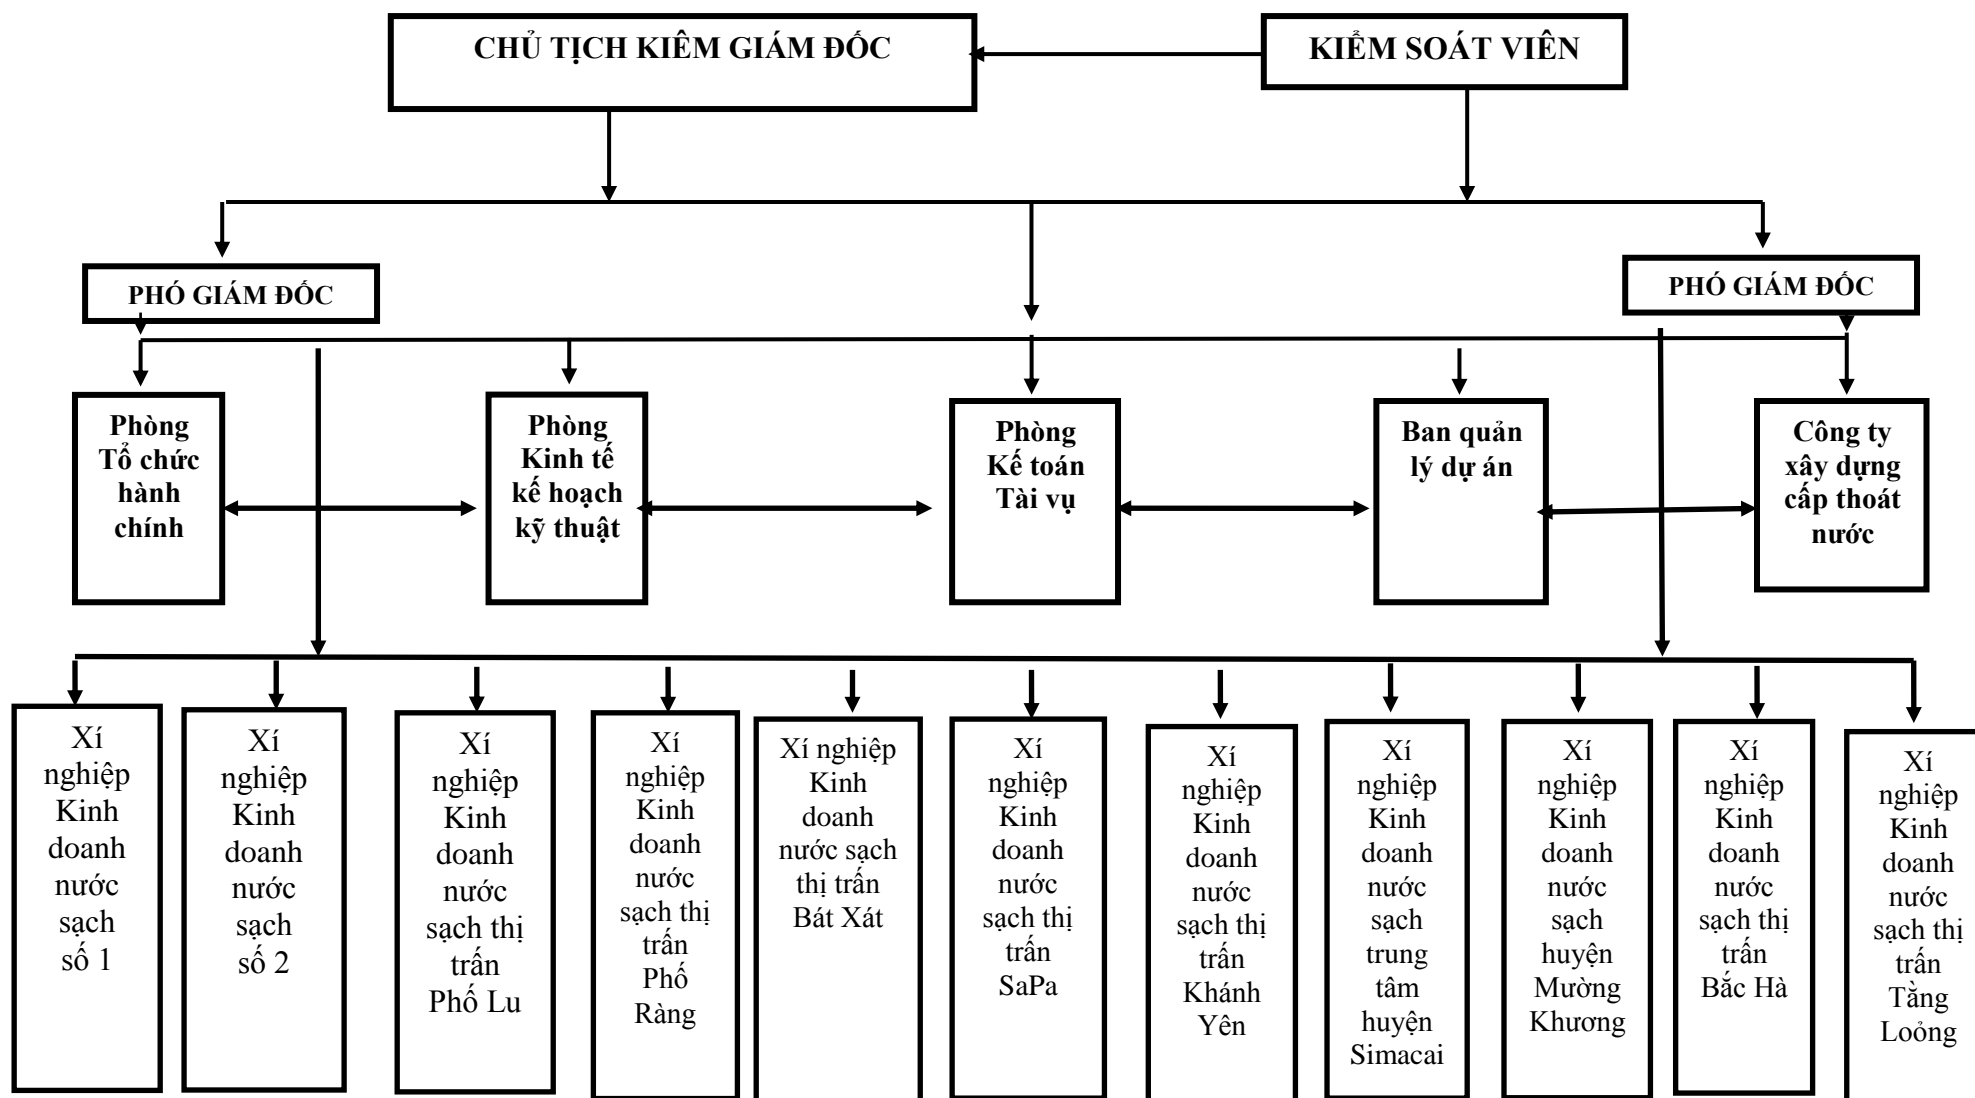 CHỦ TỊCH KIÊM GIÁM ĐỐC
KIỂM SOÁT VIÊN
PHÓ GIÁM ĐỐC
PHÓ GIÁM ĐỐC
Phòng
Tổ chức
hành
chính
Phòng
Kinh tế
kế hoạch
kỹ thuật
Phòng
Kế toán
Tài vụ
Ban quản
lý dự án
Công ty
xây dựng
cấp thoát
nước
Xí
nghiệp
Kinh
doanh
nước
sạch
số 1
Xí
nghiệp
Kinh
doanh
nước
sạch
số 2
Xí
nghiệp
Kinh
doanh
nước
sạch thị
trấn
Phố Lu
Xí
nghiệp
Kinh
doanh
nước
sạch thị
trấn
Phố
Ràng
Xí nghiệp
Kinh
doanh
nước sạch
thị trấn
Bát Xát
Xí
nghiệp
Kinh
doanh
nước
sạch thị
trấn
SaPa
Xí
nghiệp
Kinh
doanh
nước
sạch thị
trấn
Khánh
Yên
Xí
nghiệp
Kinh
doanh
nước
sạch
trung
tâm
huyện
Simacai
Xí
nghiệp
Kinh
doanh
nước
sạch
huyện
Mường
Khương
Xí
nghiệp
Kinh
doanh
nước
sạch thị
trấn
Bắc Hà
Xí
nghiệp
Kinh
doanh
nước
sạch thị
trấn
Tằng
Loỏng